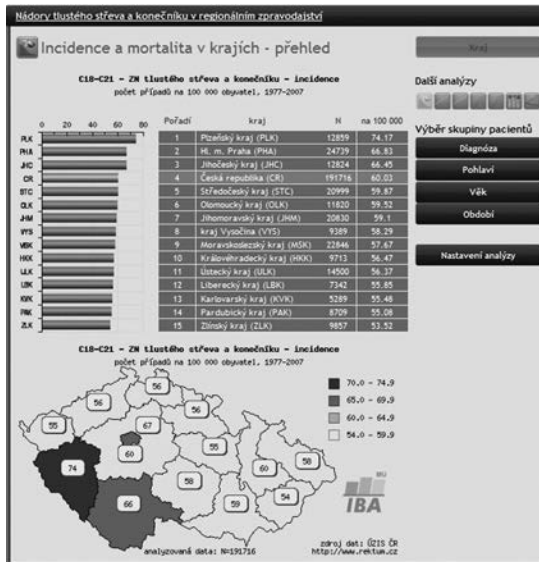 Nádory tlustého střeva a konečníku v regionálním zpravodajství
Incidence a mortalita v krajích - přehled
Kraj
C18-C21 - ZN tlustého střeva a konečníku - incidence
počet případů na 100 000 obyvatel, 1977-2007
Další analýzy
Výběr skupiny pacientů
Diagnóza
Pohlaví
Věk
Období
Nastavení analýzy
0 20 40 60 80
PLK
PHA
JHC
CR
STC
OLK
JHM
VYS
MSK
HKK
ULK
LBK
KVK
PAK
ZLK
Pořadí kraj N na 100 000
1 Plzeňský kraj (PLK) 12859 74.17
2 Hl. m. Praha (PHA) 24739 66.83
3 Jihočeský kraj (JHC) 12824 66.45
4 Česká republika (CR) 191716 60.03
5 Středočeský kraj (STC) 20999 59.87
6 Olomoucký kraj (OLK) 11820 59.52
7 Jihomoravský kraj (JHM) 20830 59.1
8 kraj Vysočina (VYS) 9389 58.29
9 Moravskoslezský kraj (MSK) 22846 57.67
10 Královéhradecký kraj (HKK) 9713 56.47
11 Ústecký kraj (ULK) 14500 56.37
12 Liberecký kraj (LBK) 7342 55.85
13 Karlovarský kraj (KVK) 5289 55.48
14 Pardubický kraj (PAK) 8709 55.08
15 Zlínský kraj (ZLK) 9857 53.52
C18-C21 - ZN tlustého střeva a konečníku - incidence
počet případů na 100 000 obyvatel, 1977-2007
70.0 - 74.9
65.0 - 69.9
60.0 - 64.9
54.0 - 59.9
56
56
56
55
67
60
55
74
58
60
58
66
59
54
MU
IBA
analyzovaná data: N=191716
zdroj dat: ÚZIS ČR
http://www.rektum.cz